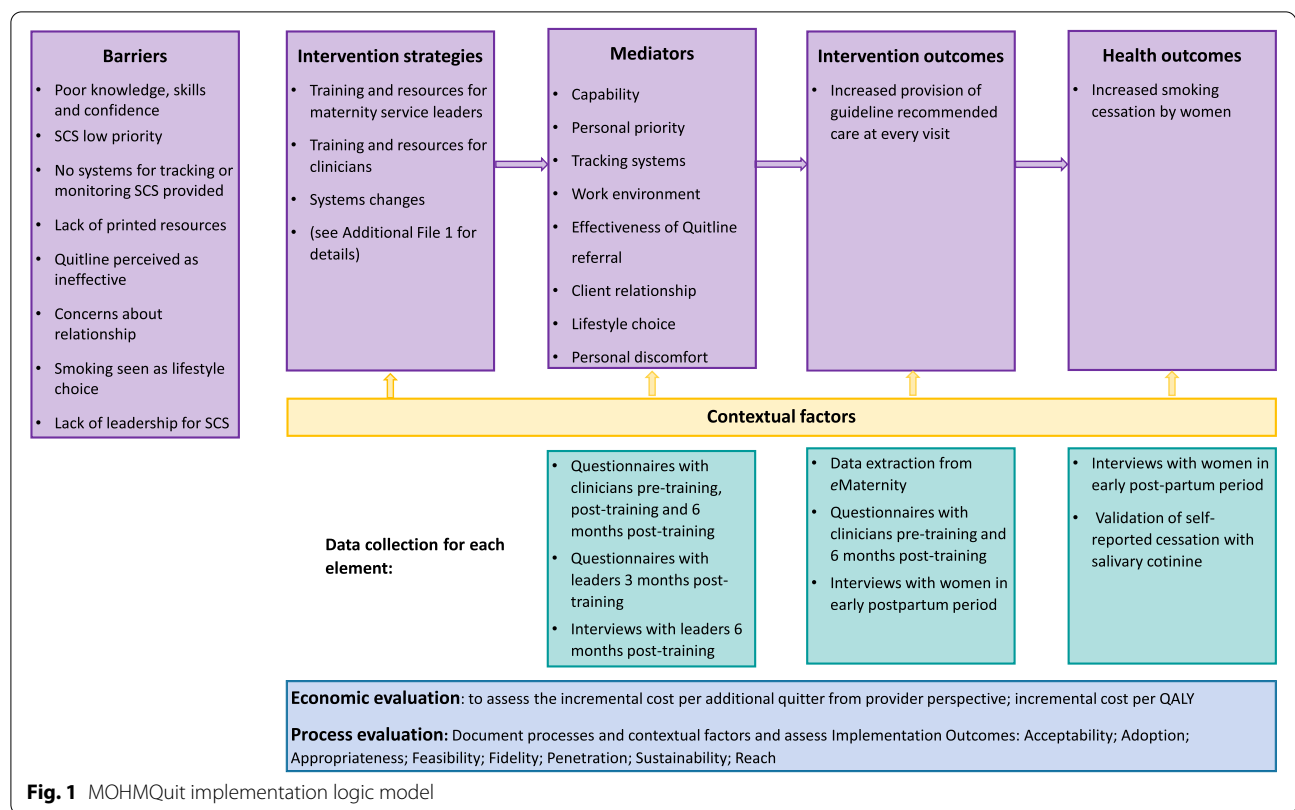 Barriers
• Poor knowledge, skills
and confidence
• SCS low priority
• No systems for tracking or
monitoring SCS provided
• Lack of printed resources
• Quitline perceived as
ineffective
• Concerns about
relationship
• Smoking seen as lifestyle
choice
• Lack of leadership for SCS
Intervention strategies
• Training and resources for
maternity service leaders
• Training and resources for
clinicians
• Systems changes
• (see Additional File 1 for
details)
Mediators
• Capability
• Personal priority
• Tracking systems
• Work environment
• Effectiveness of Quitline
referral
• Client relationship
• Lifestyle choice
• Personal discomfort
Intervention outcomes
• Increased provision of
guideline recommended
care at every visit
Health outcomes
• Increased smoking
cessation by women
Contextual factors
Data collection for each
element:
• Questionnaires with
clinicians pre-training,
post-training and 6
months post-training
• Questionnaires with
leaders 3 months post-
training
• Interviews with leaders 6
months post-training
• Data extraction from
eMaternity
• Questionnaires with
clinicians pre-training and
6 months post-training
• Interviews with women in
early postpartum period
• Interviews with women in
early post-partum period
• Validation of self-
reported cessation with
salivary cotinine
Economic evaluation: to assess the incremental cost per additional quitter from provider perspective; incremental cost per QALY
Process evaluation: Document processes and contextual factors and assess Implementation Outcomes: Acceptability; Adoption;
Appropriateness; Feasibility; Fidelity; Penetration; Sustainability; Reach
Fig. 1 MOHMQuit implementation logic model